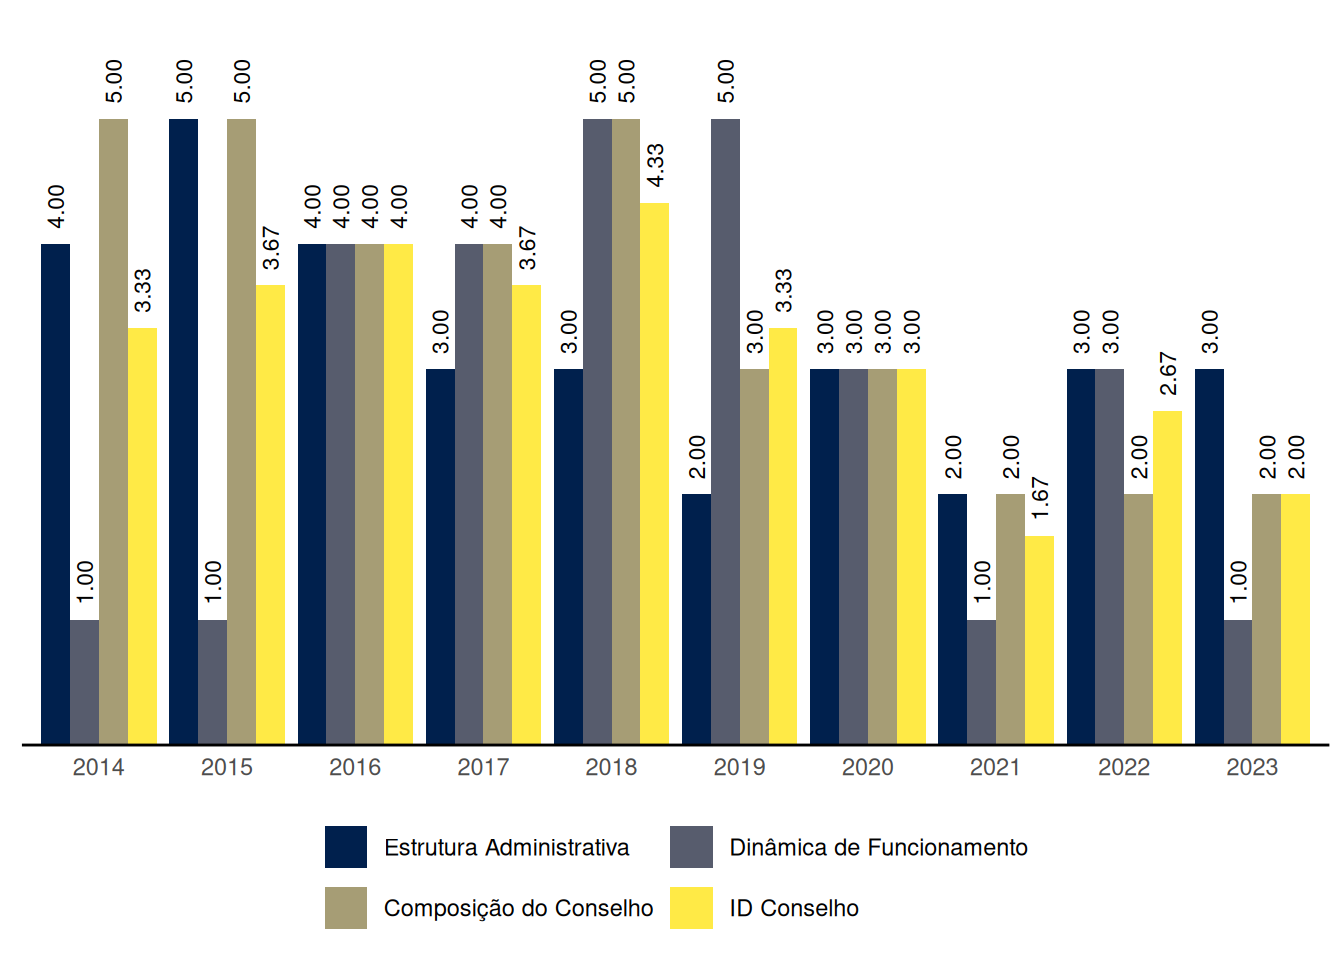 4.00 1.00 5.00 3.33
5.00 1.00 5.00 3.67
4.00 4.00 4.00 4.00
3.00 4.00 4.00 3.67
3.00 5.00 5.00 4.33
2.00 5.00 3.00 3.33
3.00 3.00 3.00 3.00
2.00 1.00 2.00 1.67
3.00 3.00 2.00 2.67
3.00 1.00 2.00 2.00
2014 2015 2016 2017 2018 2019 2020 2021 2022 2023
Estrutura Administrativa Dinâmica de Funcionamento
Composição do Conselho ID Conselho